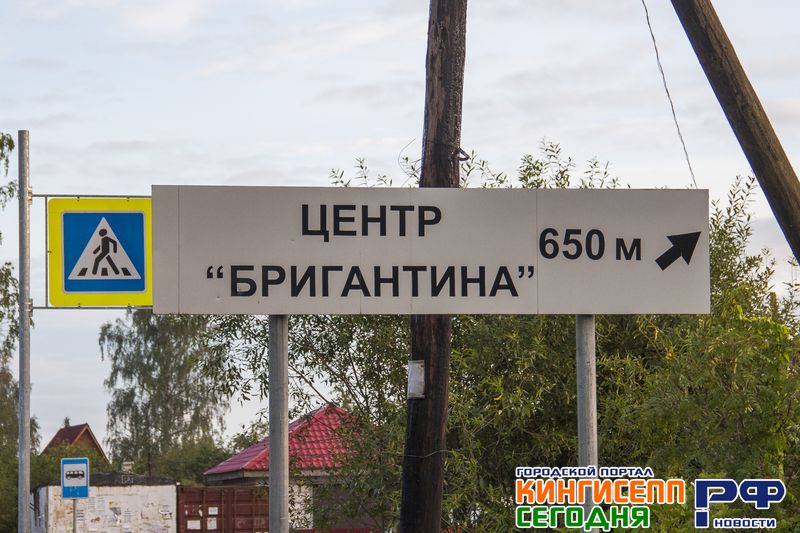 ЦЕНТР
"БРИГАНТИНА"
650 м
ГОРОДСКОЙ ПОРТАЛ
КИНГИСЕПП
СЕГОДНЯ
РФ
НОВОСТИ